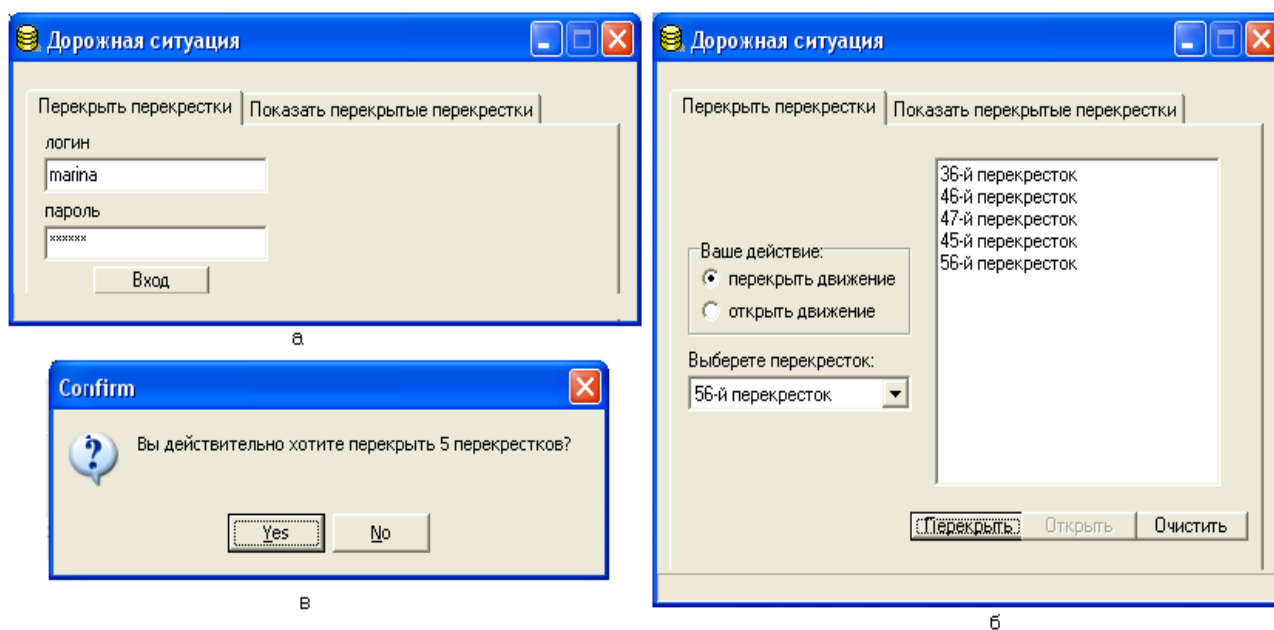 Дорожная ситуация
Перекрыть перекрестки
Показать перекрытые перекрестки
логин
marina
пароль
××××××
Вход
а
Дорожная ситуация
Перекрыть перекрестки
Показать перекрытые перекрестки
36-й перекресток
46-й перекресток
47-й перекресток
45-й перекресток
56-й перекресток
Ваше действие:
перекрыть движение
открыть движение
Выберете перекресток:
56-й перекресток
Перекрыть
Открыть
Очистить
б
Confirm
Вы действительно хотите перекрыть 5 перекрестков?
Yes
No
в